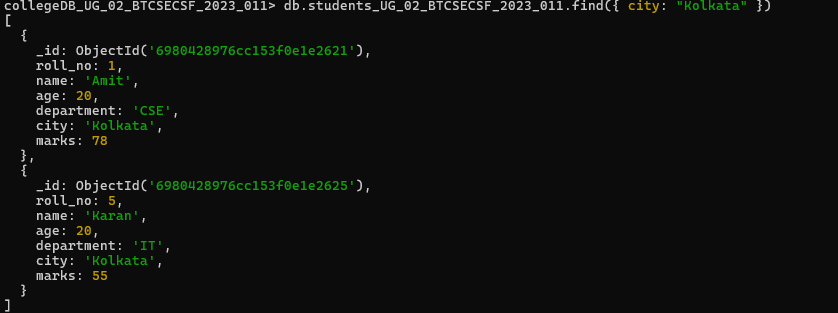 collegeDB_UG_02_BTCSECSF_2023_011> db.students_UG_02_BTCSECSF_2023_011.find({ city: "Kolkata" })
[
  {
    _id: ObjectId('6980428976cc153f0e1e2621'),
    roll_no: 1,
    name: 'Amit',
    age: 20,
    department: 'CSE',
    city: 'Kolkata',
    marks: 78
  },
  {
    _id: ObjectId('6980428976cc153f0e1e2625'),
    roll_no: 5,
    name: 'Karan',
    age: 20,
    department: 'IT',
    city: 'Kolkata',
    marks: 55
  }
]